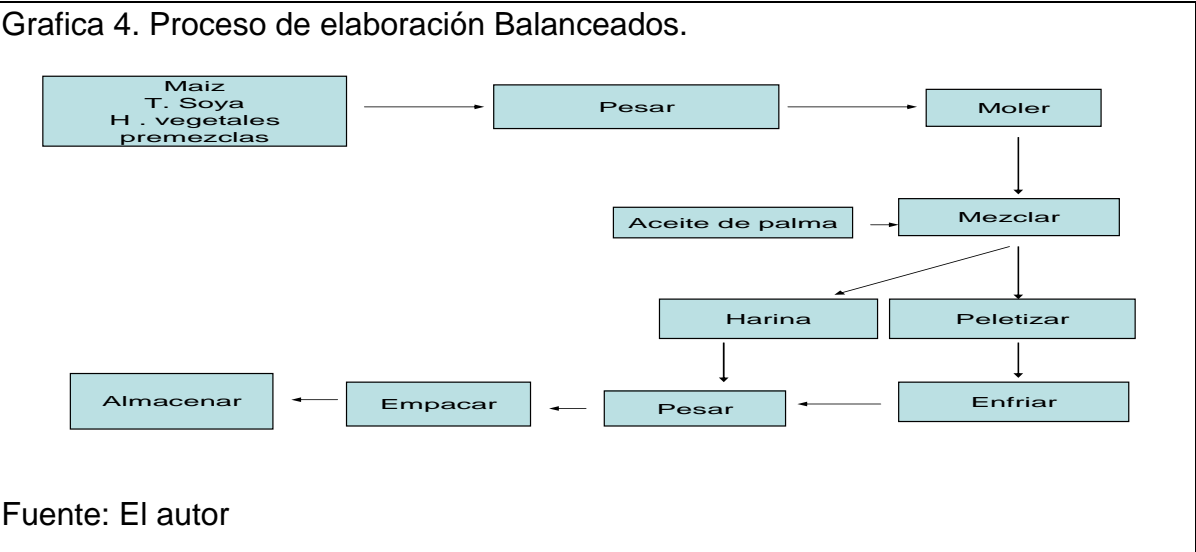 Grafica 4. Proceso de elaboración Balanceados.
Maiz
T. Soya
H . vegetales
premezclas
Pesar
Moler
Aceite de palma
Mezclar
Harina
Peletizar
Almacenar
Empacar
Pesar
Enfriar
Fuente: El autor